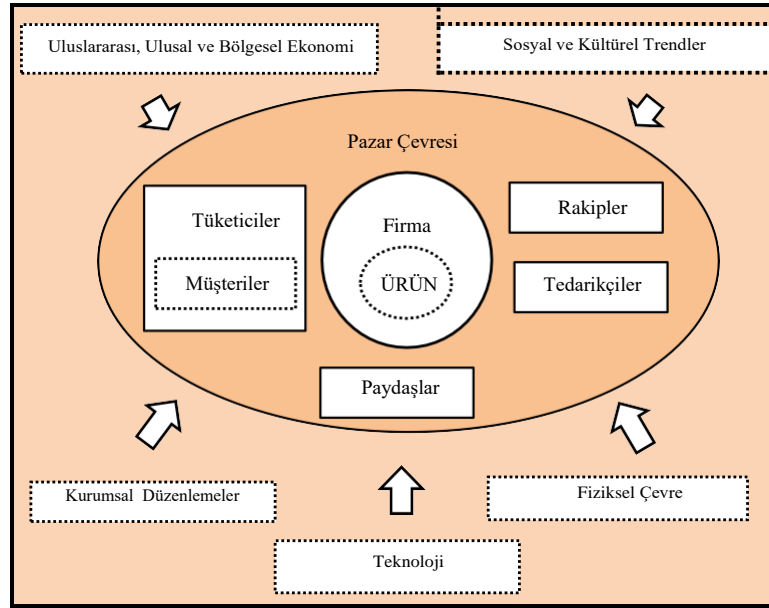 Uluslararası, Ulusal ve Bölgesel Ekonomi
Sosyal ve Kültürel Trendler
Pazar Çevresi
Tüketiciler
Müşteriler
Firma
ÜRÜN
Rakipler
Tedarikçiler
Paydaşlar
Kurumsal Düzenlemeler
Fiziksel Çevre
Teknoloji